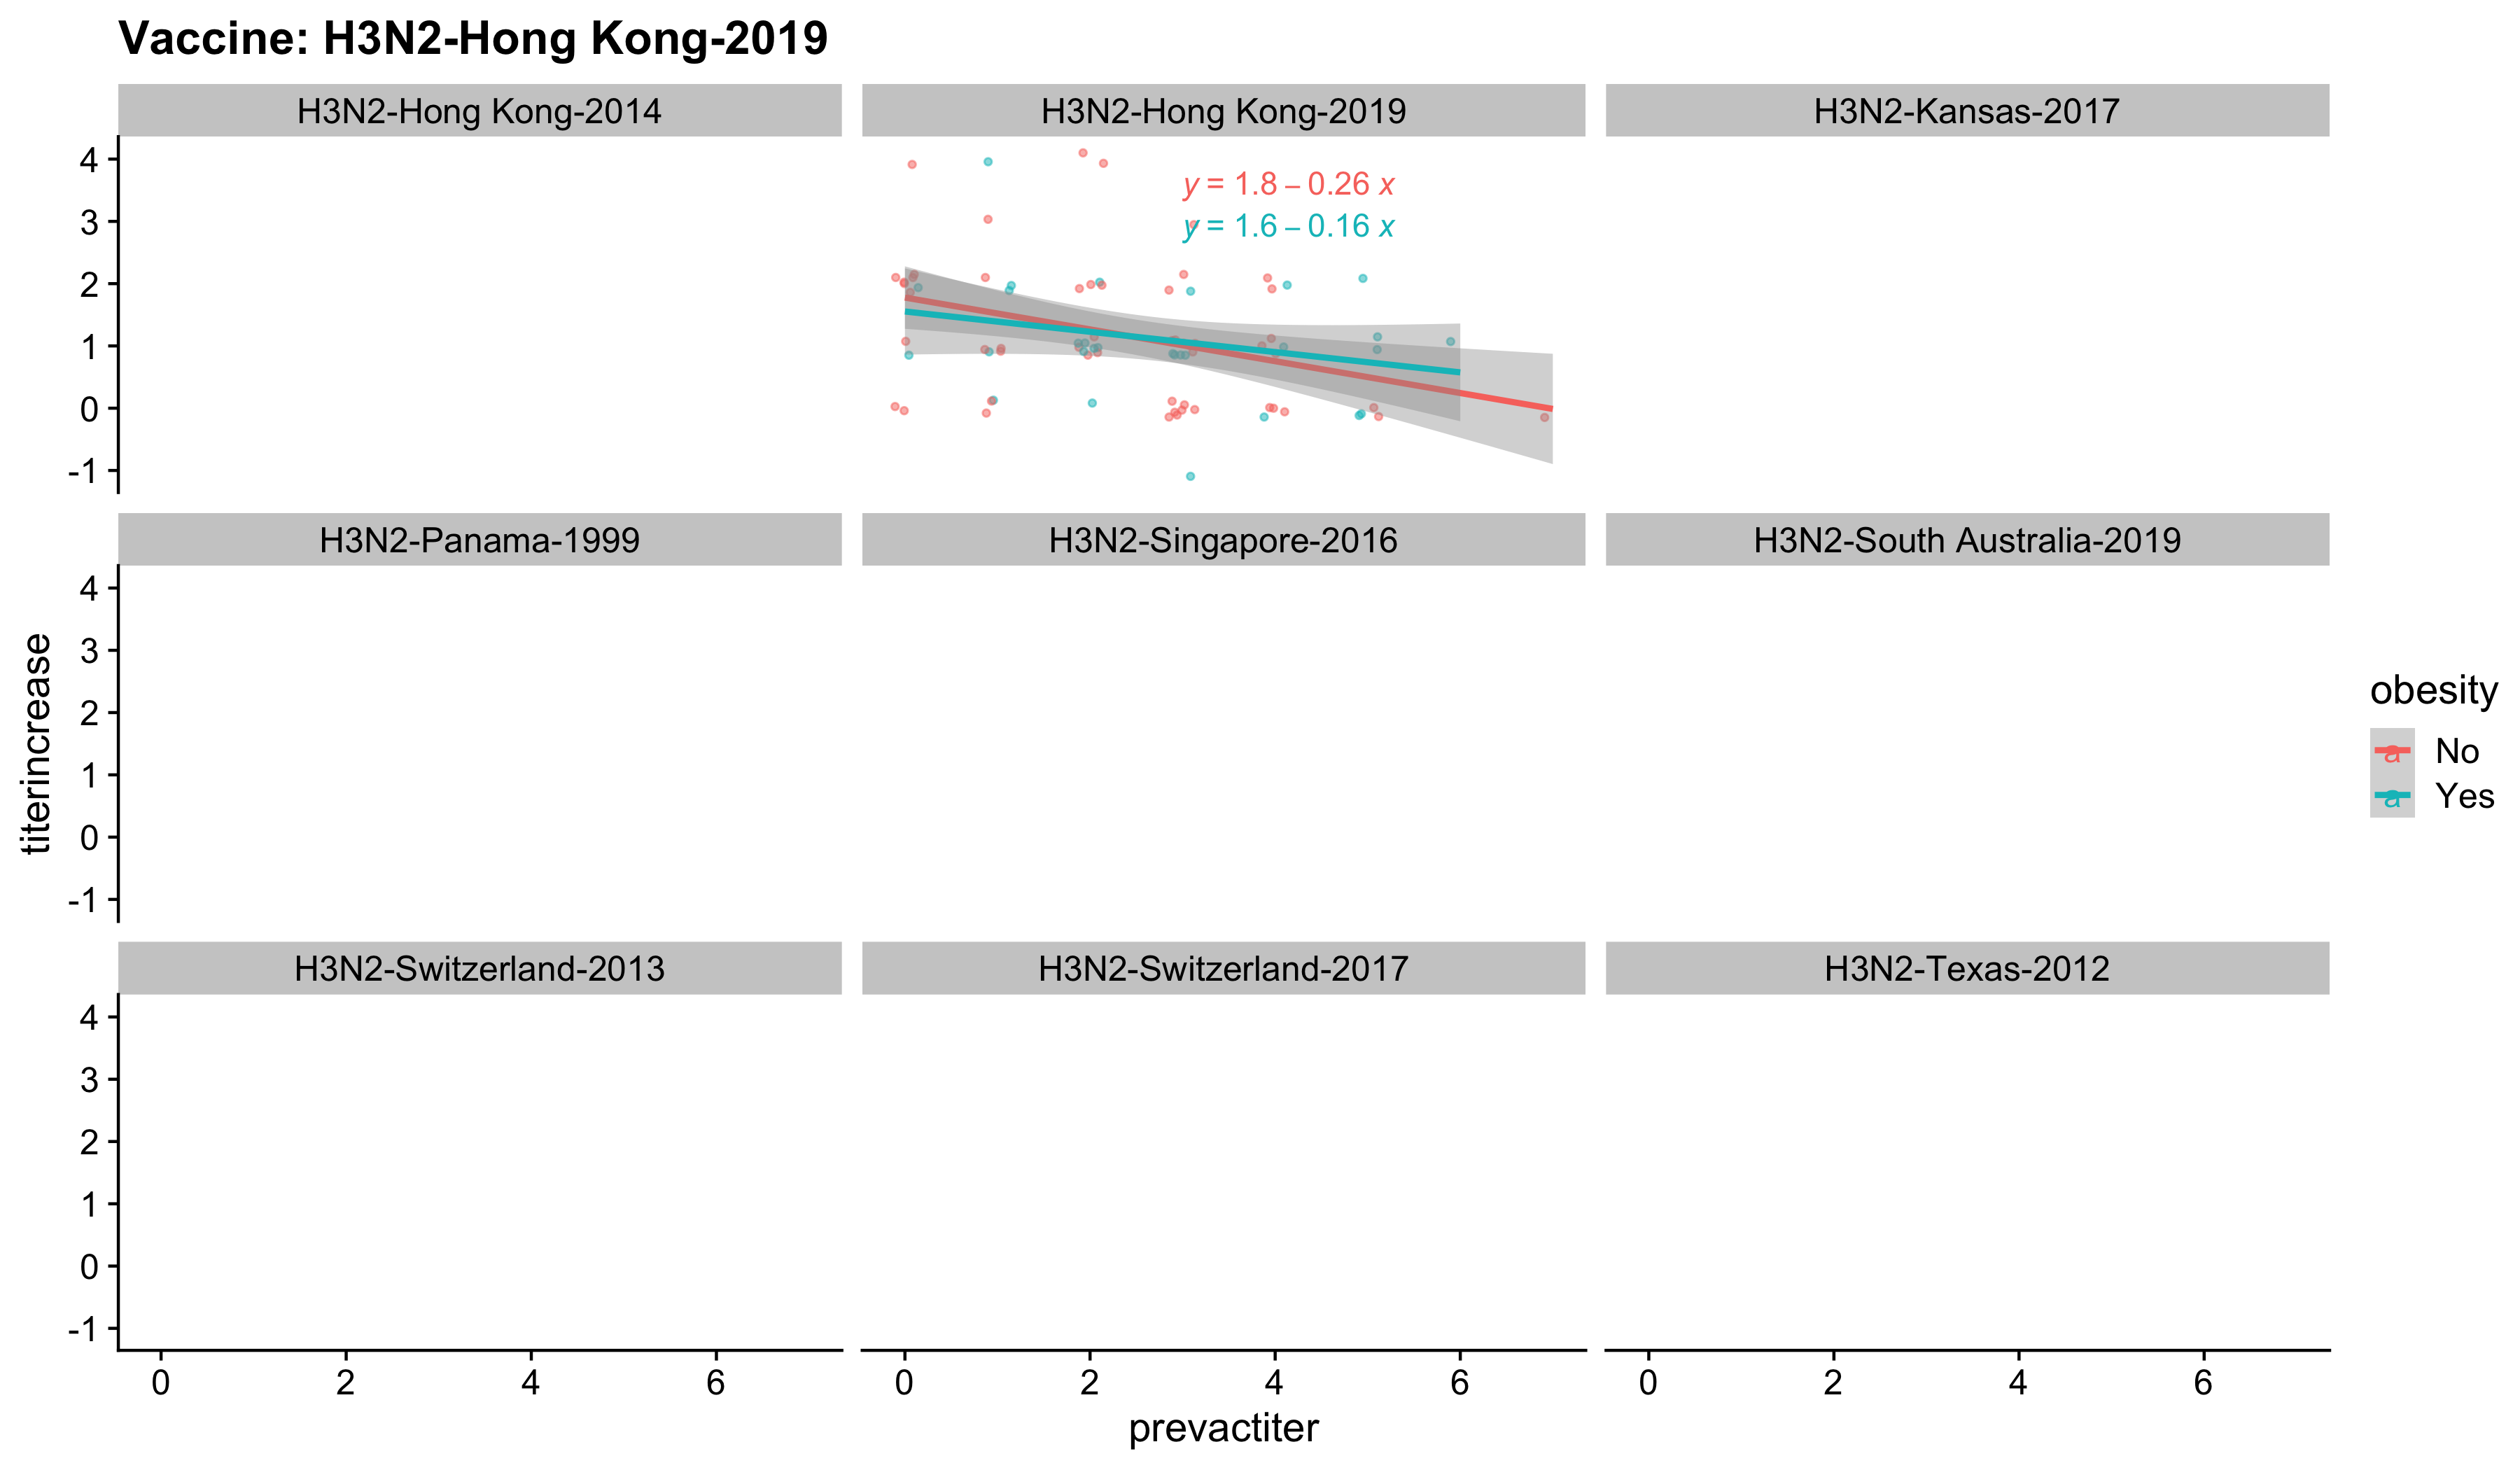 Vaccine: H3N2-Hong Kong-2019
H3N2-Hong Kong-2014
H3N2-Hong Kong-2019
H3N2-Kansas-2017
4
3
2
1
0
-1
y = 1.8 – 0.26 x
y = 1.6 – 0.16 x
H3N2-Panama-1999
H3N2-Singapore-2016
H3N2-South Australia-2019
4
3
2
1
0
-1
titerincrease
obesity
a No
a Yes
H3N2-Switzerland-2013
H3N2-Switzerland-2017
H3N2-Texas-2012
4
3
2
1
0
-1
0 2 4 6
0 2 4 6
0 2 4 6
prevactiter